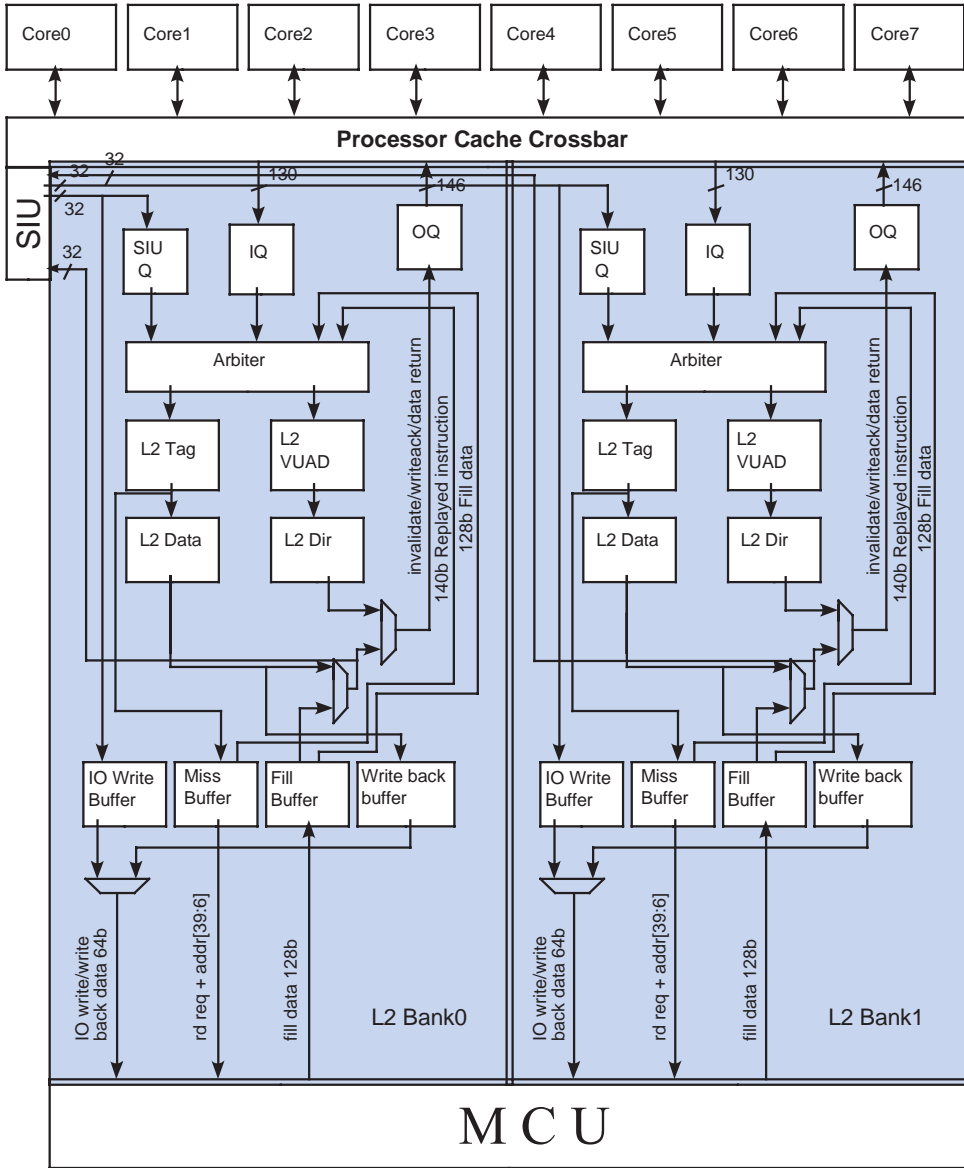 Core0
Core1
Core2
Core3
Core4
Core5
Core6
Core7
Processor Cache Crossbar
SIU
32
32
32
32
130
146
130
146
SIU
Q
IQ
OQ
SIU
Q
IQ
OQ
Arbiter
Arbiter
L2 Tag
L2
VUAD
L2 Tag
L2
VUAD
L2 Data
L2 Dir
L2 Data
L2 Dir
invalidate/writeack/data return
140b Replayed instruction
128b Fill data
invalidate/writeack/data return
140b Replayed instruction
128b Fill data
IO Write
Buffer
Miss
Buffer
Fill
Buffer
Write back
buffer
IO Write
Buffer
Miss
Buffer
Fill
Buffer
Write back
buffer
IO write/write
back data 64b
rd req + addr[39:6]
fill data 128b
L2 Bank0
IO write/write
back data 64b
rd req + addr[39:6]
fill data 128b
L2 Bank1
M C U